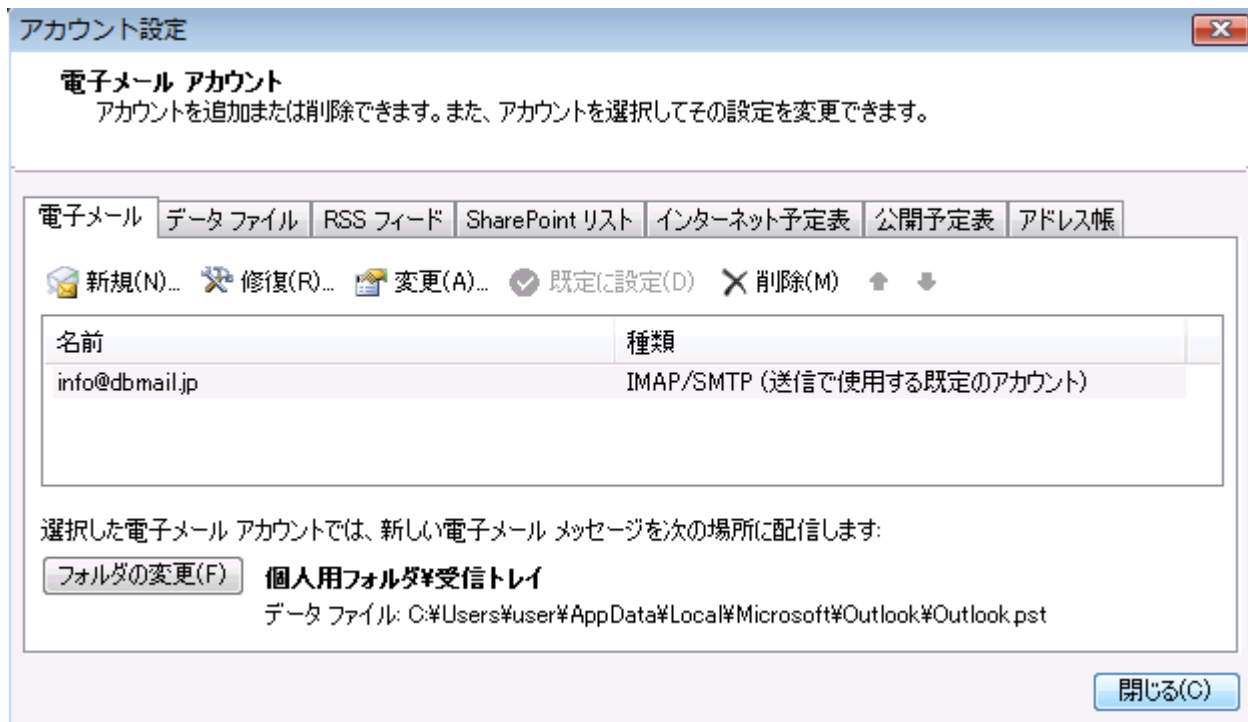 アカウント設定
電子メール アカウント
アカウントを追加または削除できます。また、アカウントを選択してその設定を変更できます。
電子メール データ ファイル RSS フィード SharePoint リスト インターネット予定表 公開予定表 アドレス帳
新規(N)... 修復(R)... 変更(A)... 既定に設定(D) 削除(M)
名前 種類
info@dbmail.jp IMAP/SMTP (送信で使用する既定のアカウント)
選択した電子メール アカウントでは、新しい電子メール メッセージを次の場所に配信します:
フォルダの変更(F) 個人用フォルダ¥受信トレイ
データ ファイル: C:¥Users¥user¥AppData¥Local¥Microsoft¥Outlook¥Outlook.pst
閉じる(C)